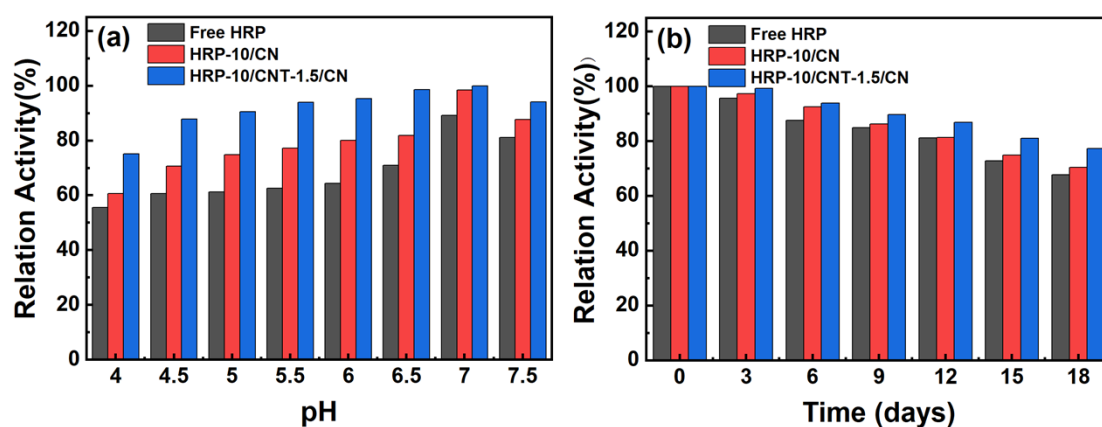 (a)
Free HRP
HRP-10/CN
HRP-10/CNT-1.5/CN
Relation Activity(%)
120
100
80
60
40
20
0
4 4.5 5 5.5 6 6.5 7 7.5
pH
(b)
Free HRP
HRP-10/CN
HRP-10/CNT-1.5/CN
Relation Activity(%))
120
100
80
60
40
20
0
0 3 6 9 12 15 18
Time (days)